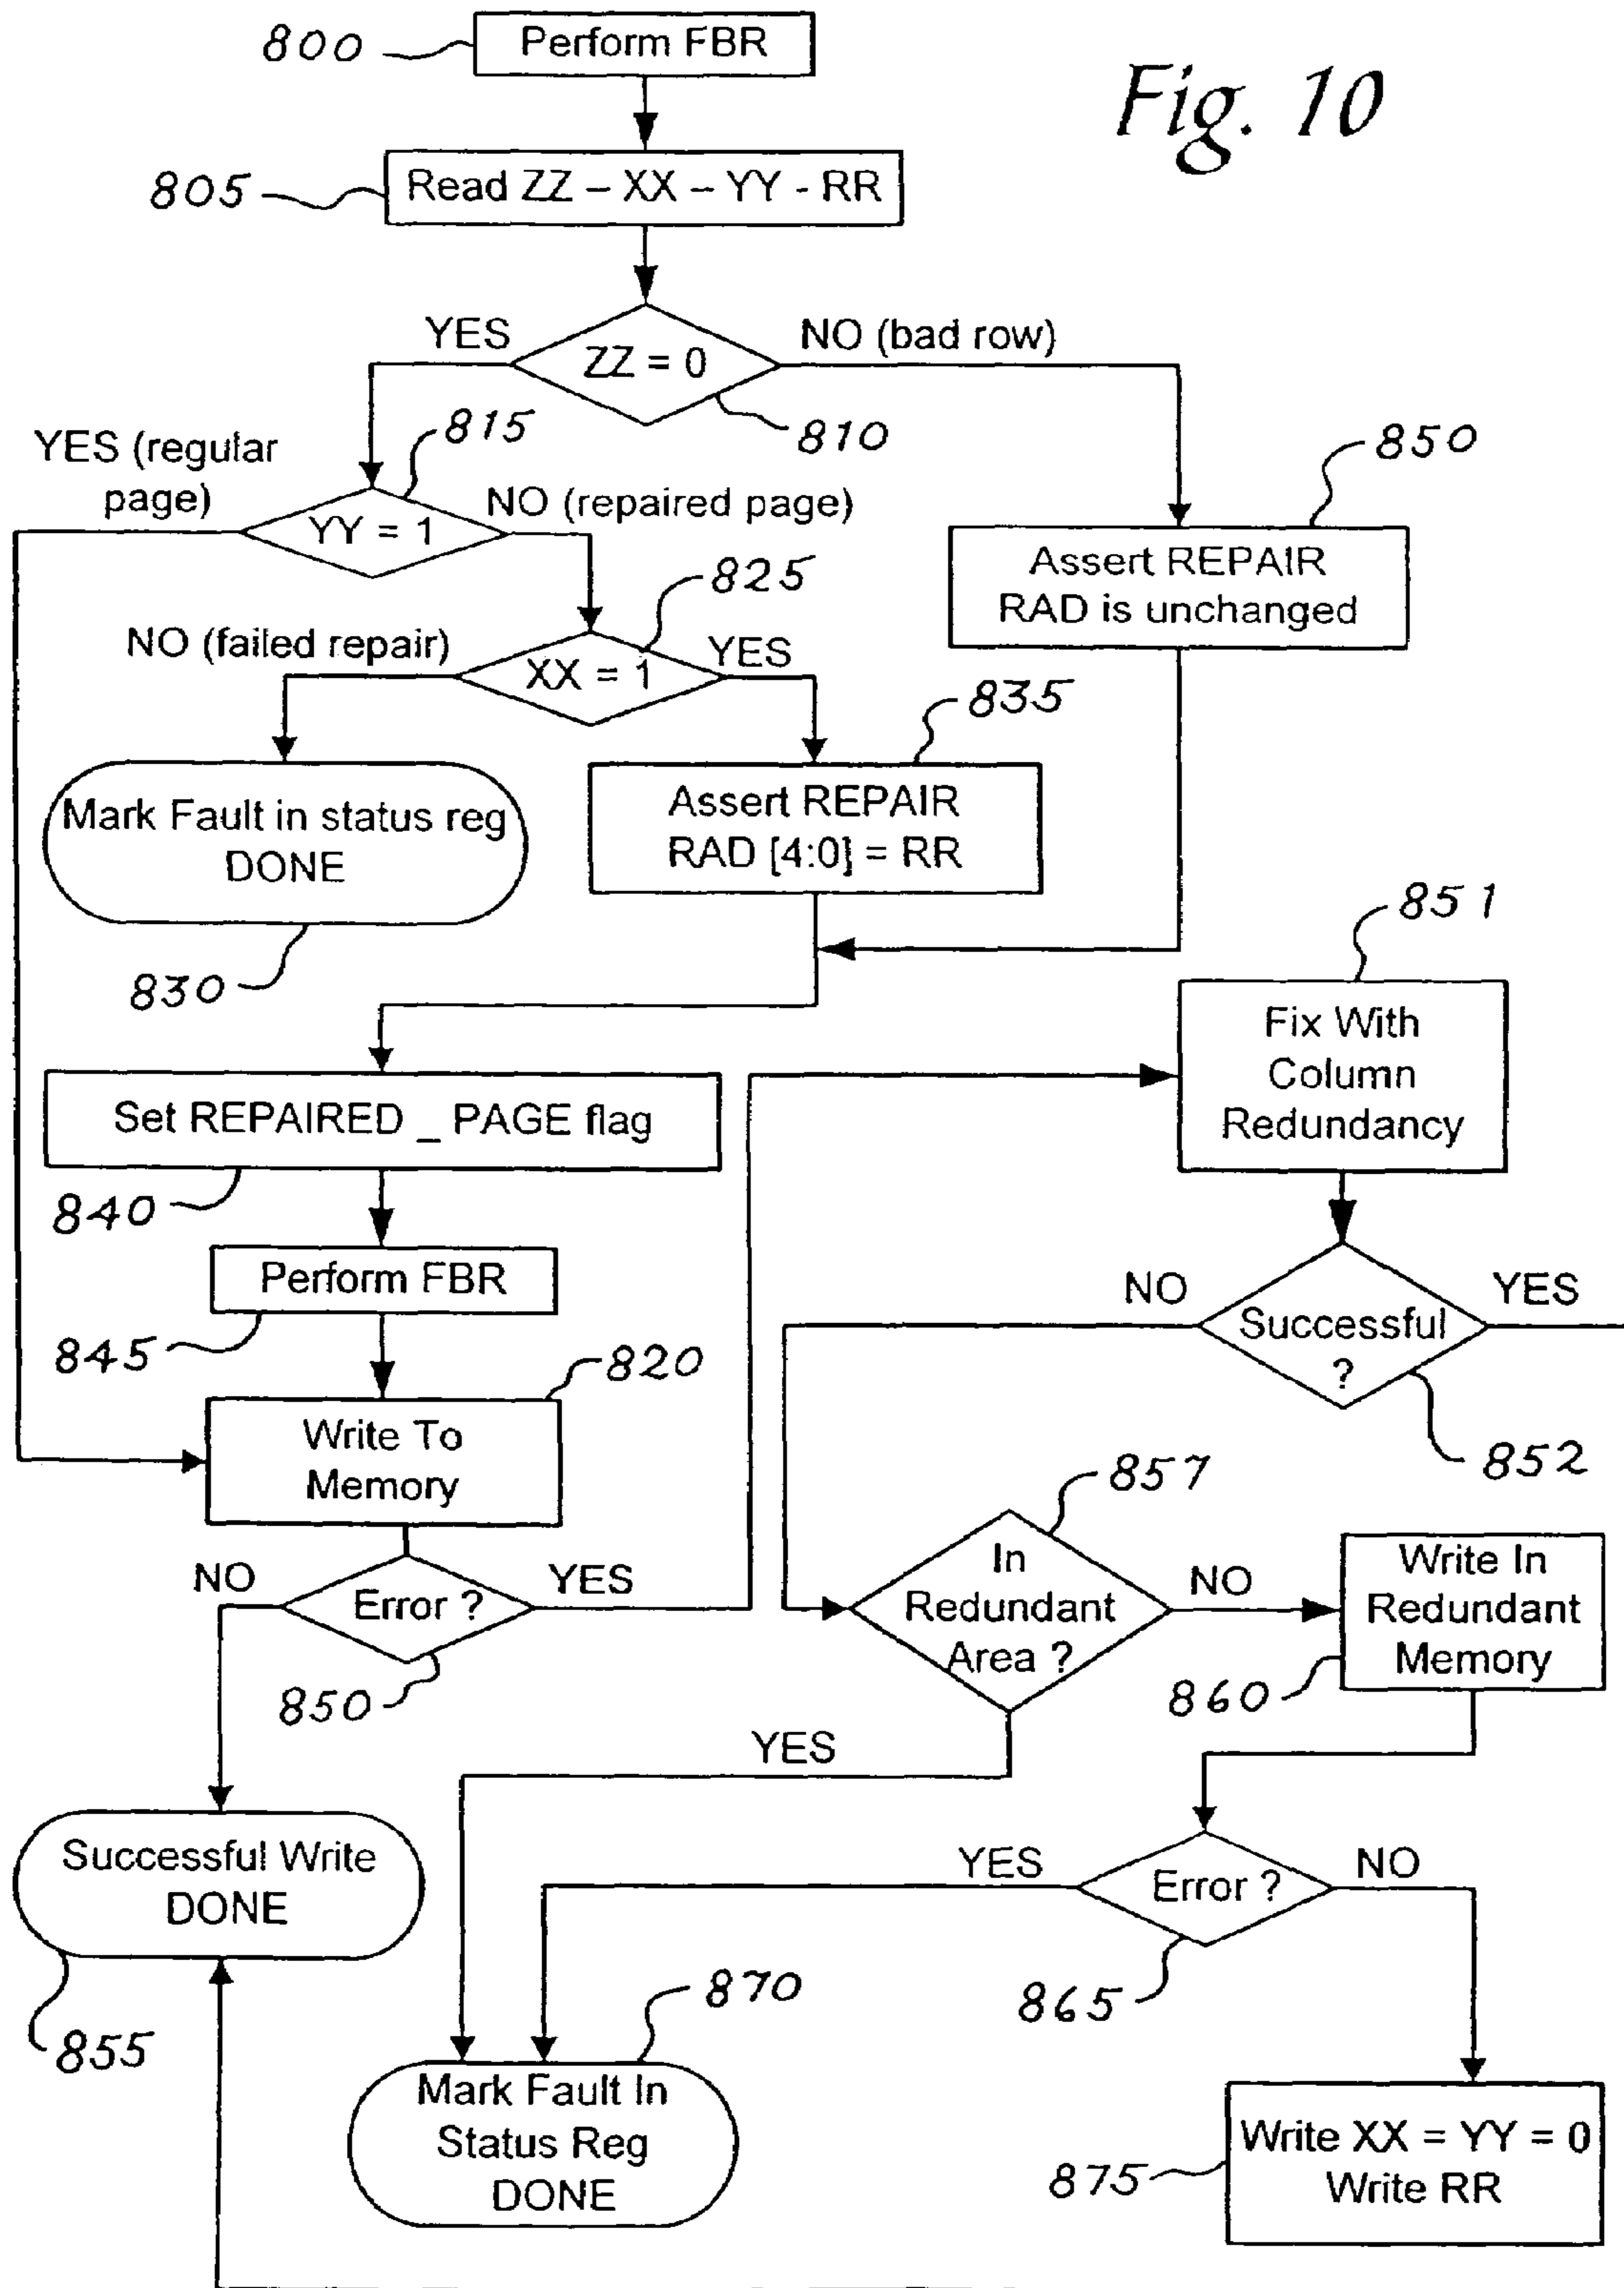 800
Perform FBR
Fig. 10
805
Read ZZ – XX – YY - RR
YES
ZZ = 0
NO (bad row)
810
815
YES (regular
page)
YY = 1
NO (repaired page)
850
Assert REPAIR
RAD is unchanged
825
NO (failed repair)
XX = 1
YES
835
Mark Fault in status reg
DONE
830
Assert REPAIR
RAD [4:0] = RR
851
Fix With
Column
Redundancy
Set REPAIRED _ PAGE flag
840
Perform FBR
845
NO
Successful
?
YES
852
820
Write To
Memory
857
NO
Error ?
YES
850
In
Redundant
Area ?
NO
Write In
Redundant
Memory
860
YES
Successful Write
DONE
855
YES
Error ?
NO
865
870
Mark Fault In
Status Reg
DONE
Write XX = YY = 0
Write RR
875